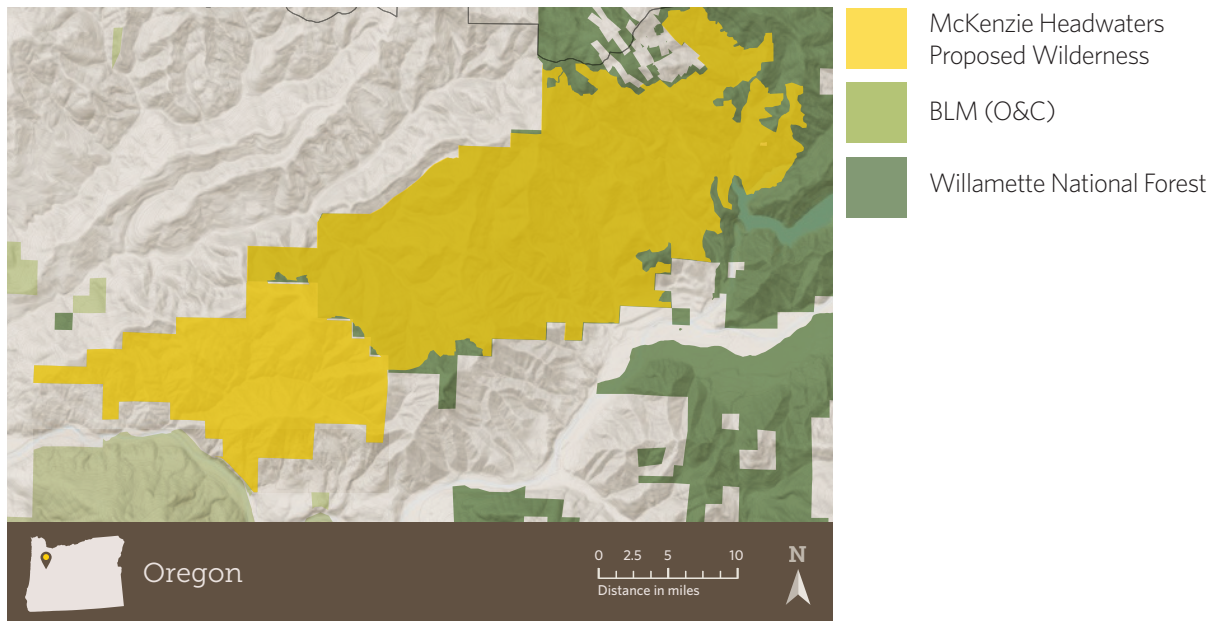 McKenzie Headwaters
Proposed Wilderness
BLM (O&C)
Willamette National Forest
Oregon
0 2.5 5 10
Distance in miles
N